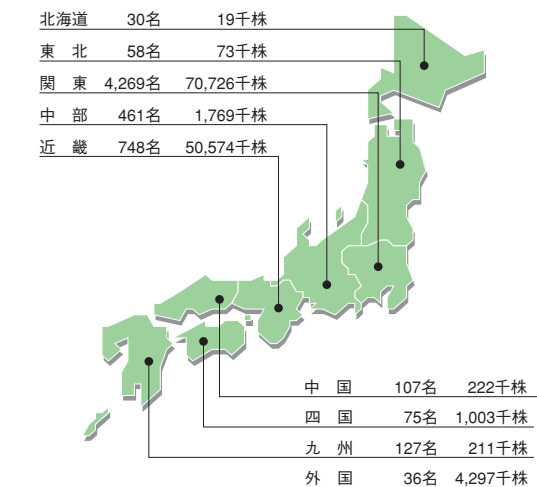 北海道 30名 19千株
東 北 58名 73千株
関 東 4,269名 70,726千株
中 部 461名 1,769千株
近 畿 748名 50,574千株
中 国 107名 222千株
四 国 75名 1,003千株
九 州 127名 211千株
外 国 36名 4,297千株